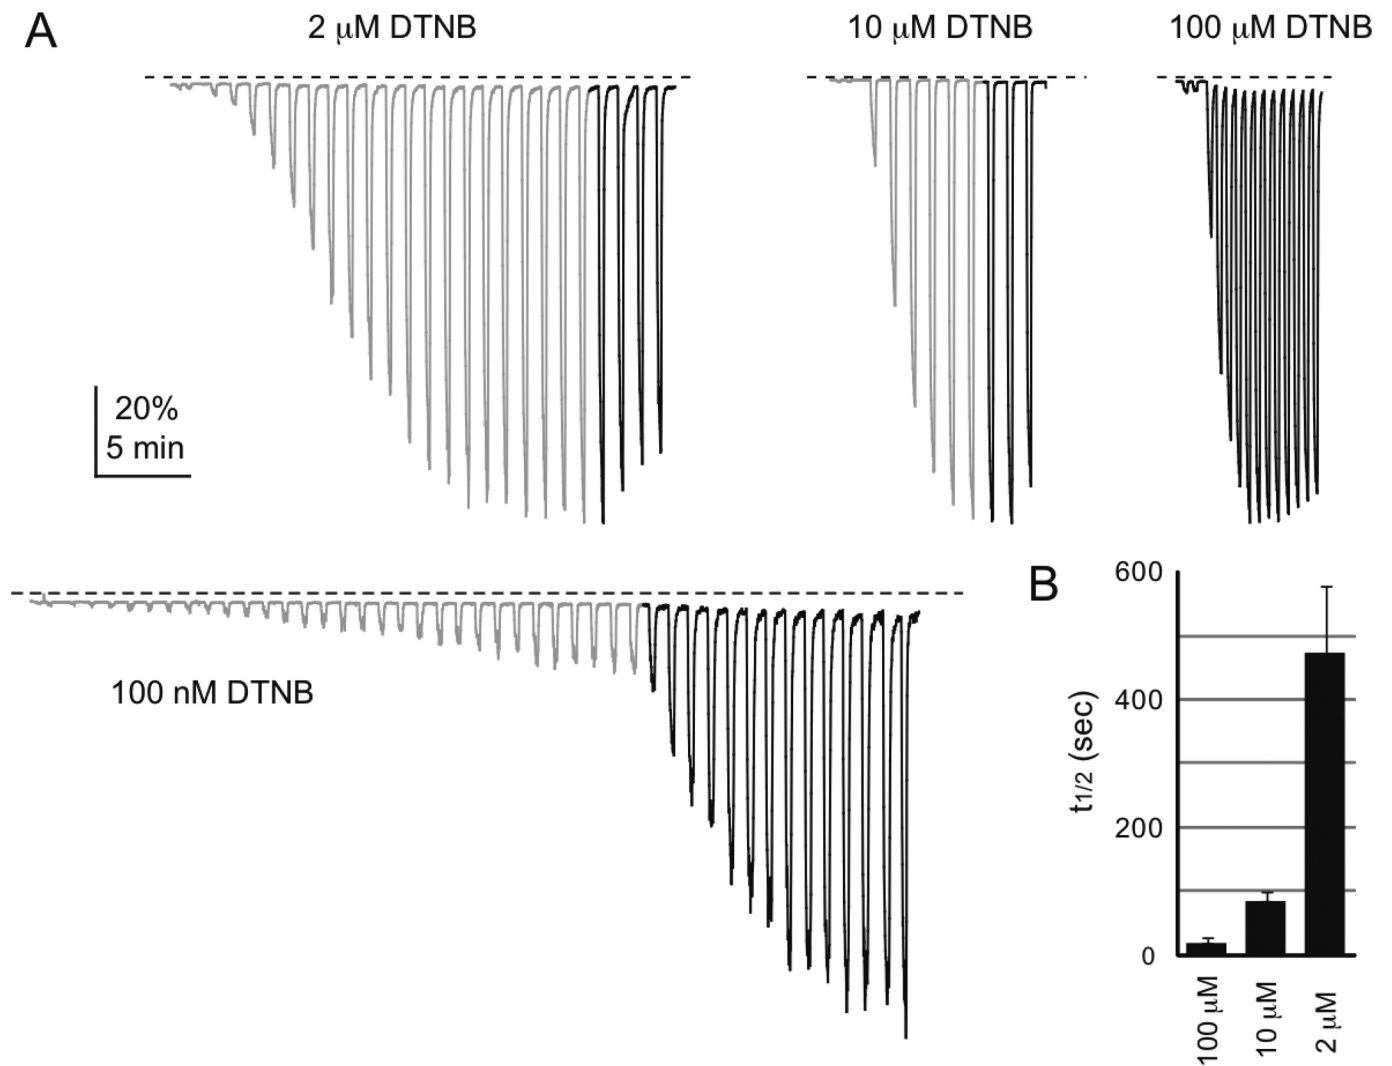 A
2 μM DTNB
10 μM DTNB
100 μM DTNB
20%
5 min
100 nM DTNB
B
600
400
200
0
t1/2 (sec)
100 μM
10 μM
2 μM